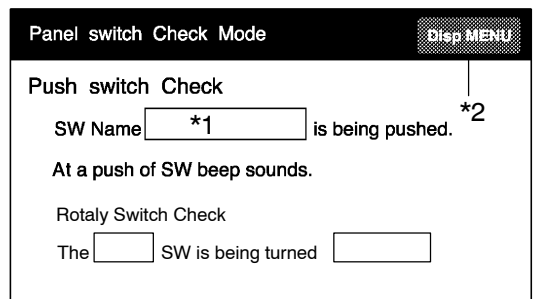 Panel switch Check Mode Disp MENU
Push switch Check *2
SW Name *1 is being pushed.
At a push of SW beep sounds.
Rotaly Switch Check
The SW is being turned